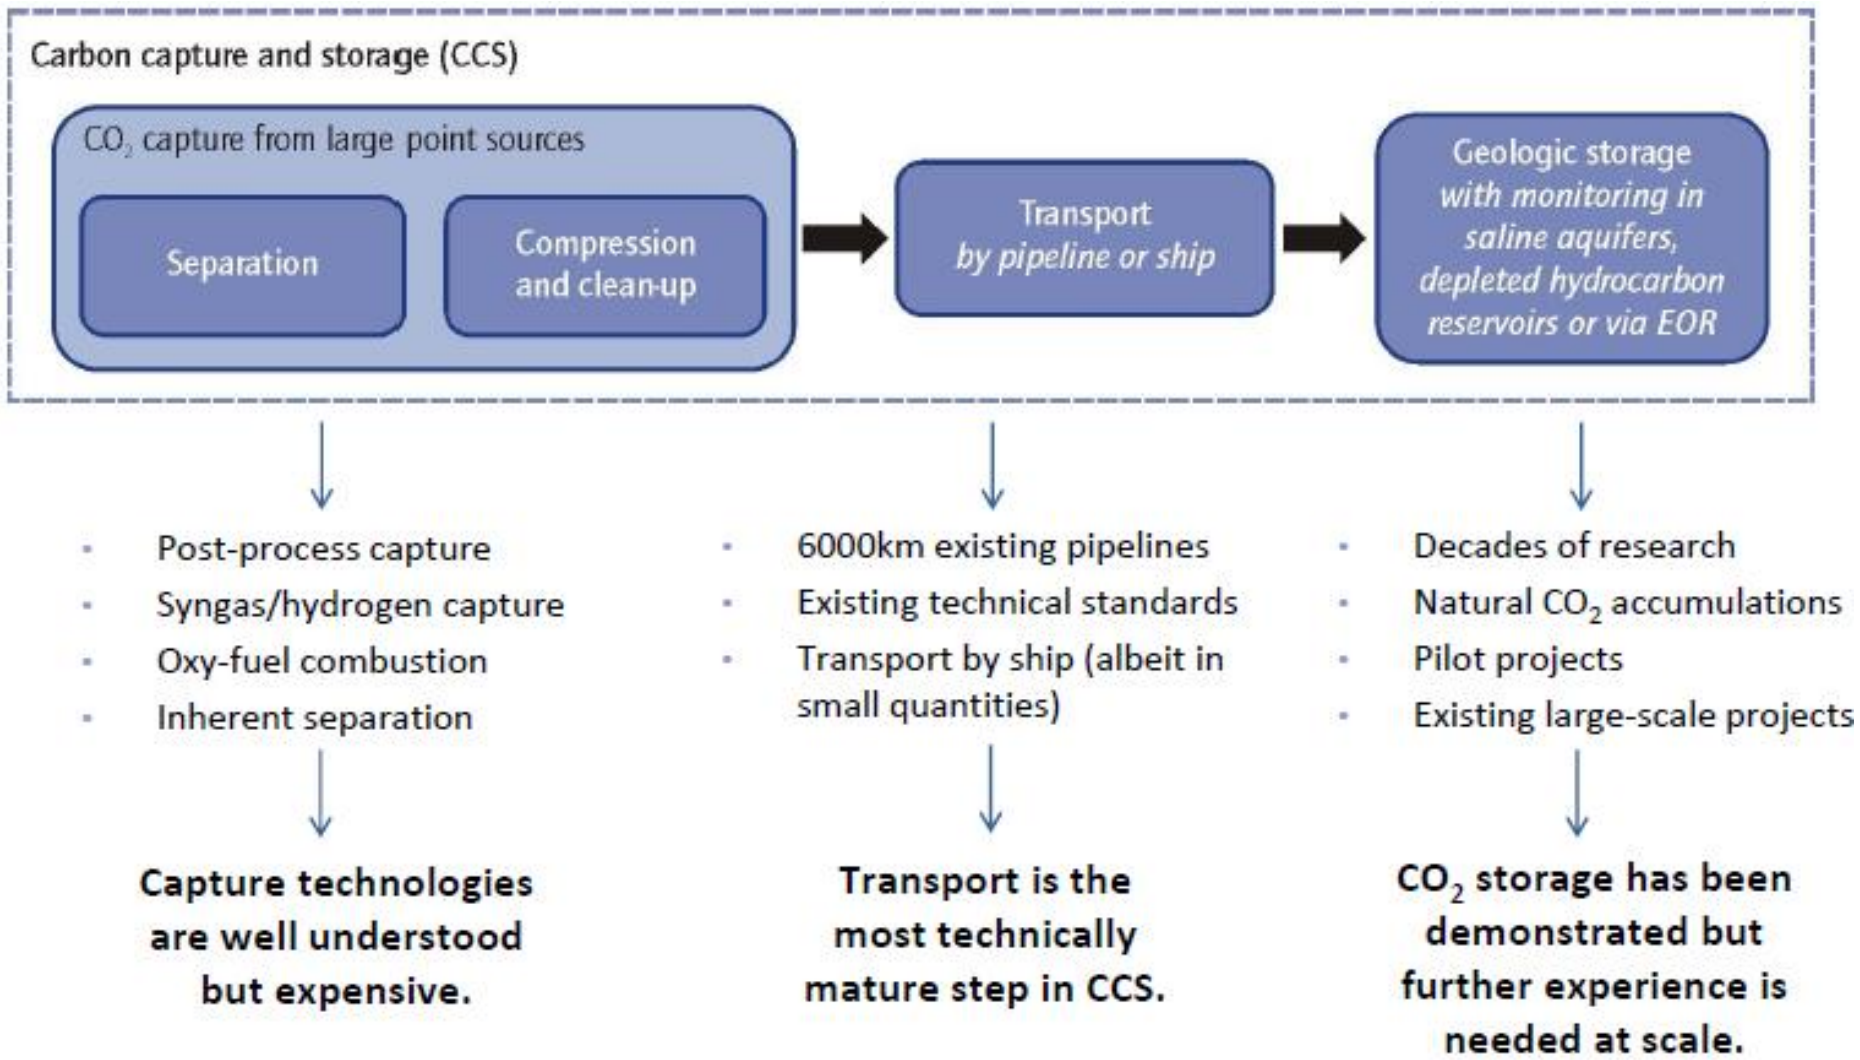 Carbon capture and storage (CCS)
CO₂ capture from large point sources
Separation
Compression
and clean-up
Transport
by pipeline or ship
Geologic storage
with monitoring in
saline aquifers,
depleted hydrocarbon
reservoirs or via EOR
· Post-process capture
· Syngas/hydrogen capture
· Oxy-fuel combustion
· Inherent separation
· 6000km existing pipelines
· Existing technical standards
· Transport by ship (albeit in
small quantities)
· Decades of research
· Natural CO₂ accumulations
· Pilot projects
· Existing large-scale projects
Capture technologies
are well understood
but expensive.
Transport is the
most technically
mature step in CCS.
CO₂ storage has been
demonstrated but
further experience is
needed at scale.